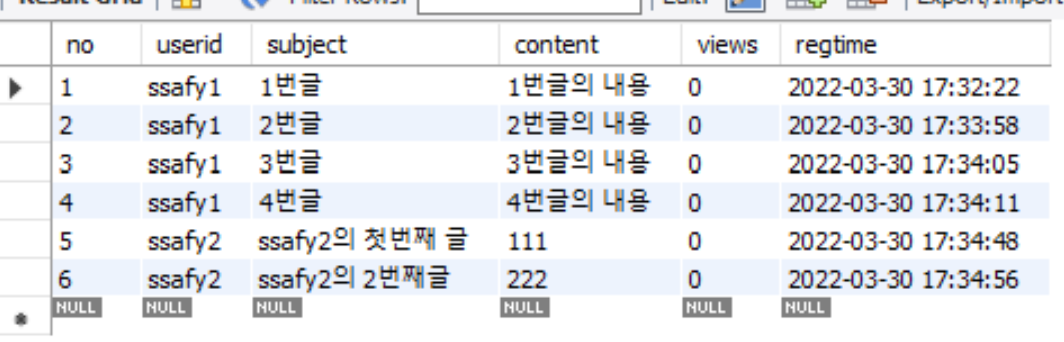 Result Grid Filter Rows: Edit: Export/Import
no userid subject content views regtime
1 ssafy1 1번글 1번글의 내용 0 2022-03-30 17:32:22
2 ssafy1 2번글 2번글의 내용 0 2022-03-30 17:33:58
3 ssafy1 3번글 3번글의 내용 0 2022-03-30 17:34:05
4 ssafy1 4번글 4번글의 내용 0 2022-03-30 17:34:11
5 ssafy2 ssafy2의 첫번째 글 111 0 2022-03-30 17:34:48
6 ssafy2 ssafy2의 2번째글 222 0 2022-03-30 17:34:56
NULL NULL NULL NULL NULL NULL